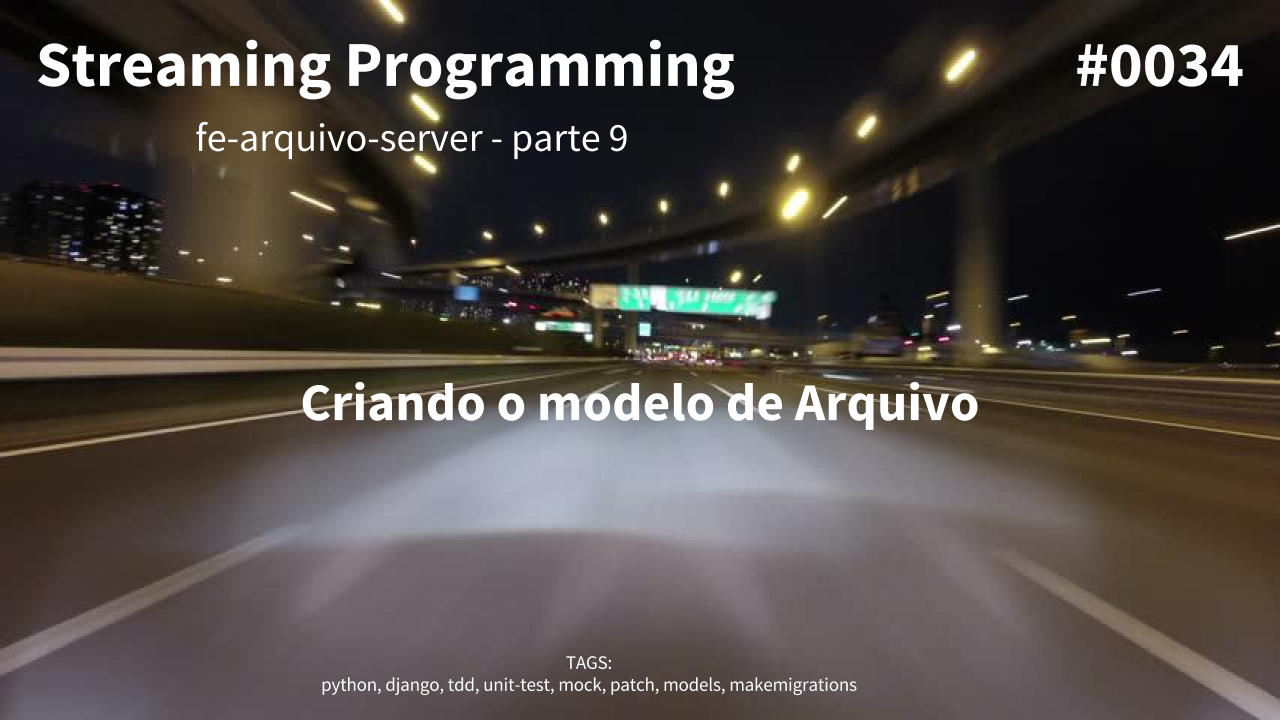 Streaming Programming
#0034
fe-arquivo-server - parte 9
Criando o modelo de Arquivo
TAGS:
python, django, tdd, unit-test, mock, patch, models, makemigrations